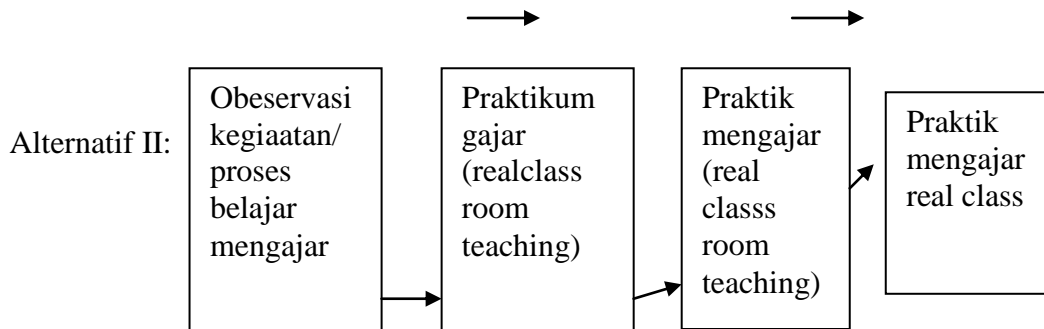 Alternatif II:
Obeservasi
kegiaatan/
proses
belajar
mengajar
Praktikum
gajar
(realclass
room
teaching)
Praktik
mengajar
(real
classs
room
teaching)
Praktik
mengajar
real class